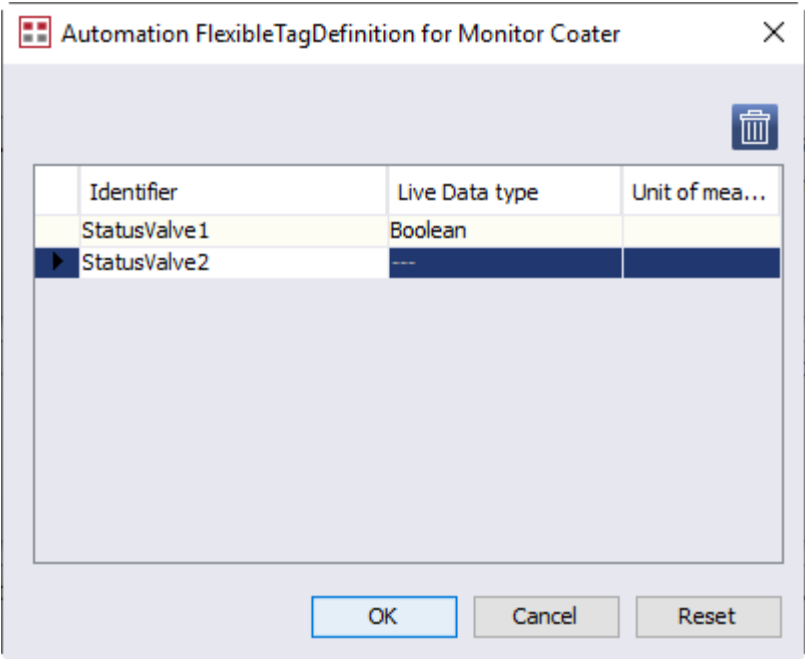 Automation FlexibleTagDefinition for Monitor Coater
Identifier Live Data type Unit of mea...
StatusValve1 Boolean
StatusValve2 ---
OK Cancel Reset